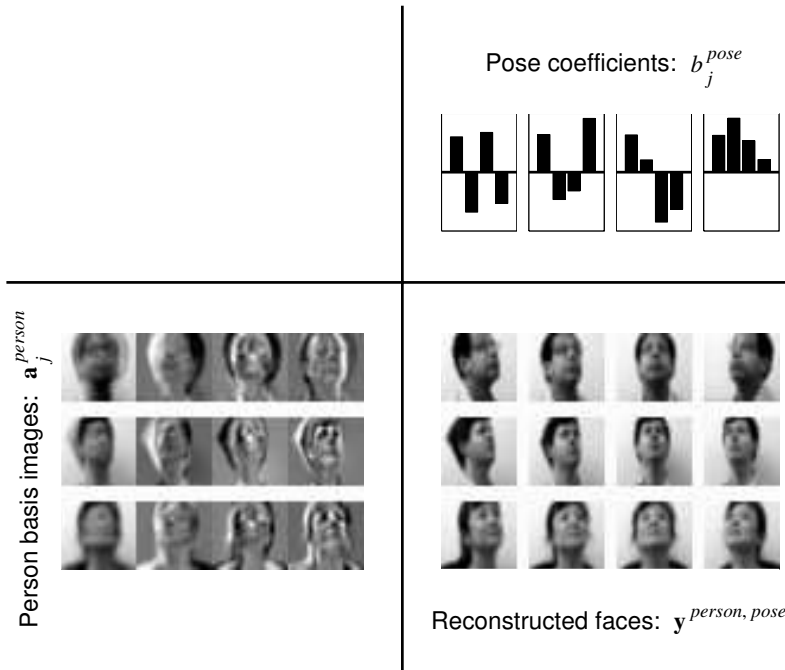 Pose coefficients: b_j^{pose}
Person basis images: a_j^{person}
Reconstructed faces: y^{person, pose}